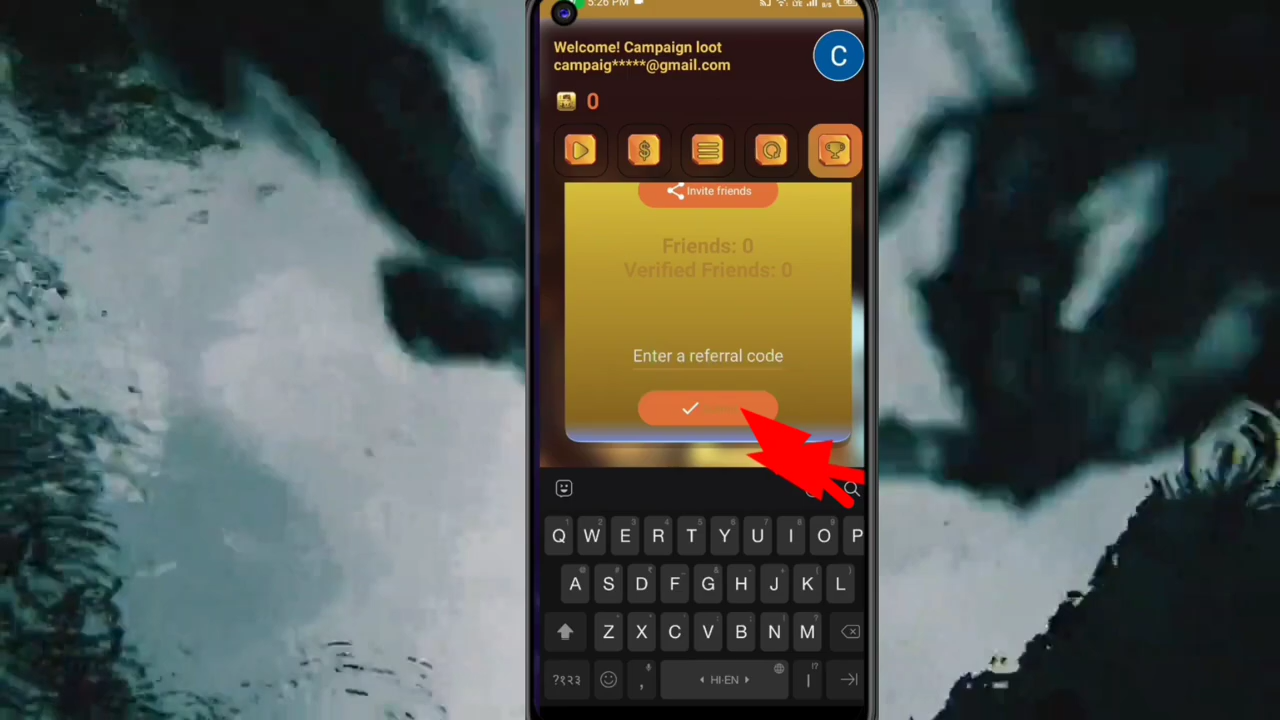 5:26 PM
Welcome! Campaign loot
campaig*****@gmail.com
C
0
Invite friends
Friends: 0
Verified Friends: 0
Enter a referral code
Q W E R T Y U I O P
A S D F G H J K L
Z X C V B N M
?१२३ , HI-EN